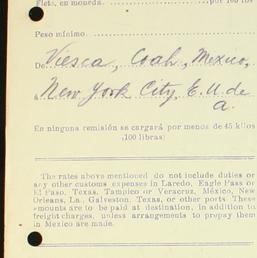 Flete, en moneda por 100 kilos
Peso mínimo
De Viesca, Coah, Mexico,
New York City, E.U. de
a.
En ninguna remisión se cargará por menos de 45 kilos
(100 libras)
The rates above mentioned do not include duties or
any other customs expenses in Laredo, Eagle Pass or
El Paso, Texas, Tampico or Veracruz, México, New
Orleans, La., Galveston, Texas, or other ports. These
amounts are to be paid at destination, in addition to
freight charges, unless arrangements to prepay them
in Mexico are made.